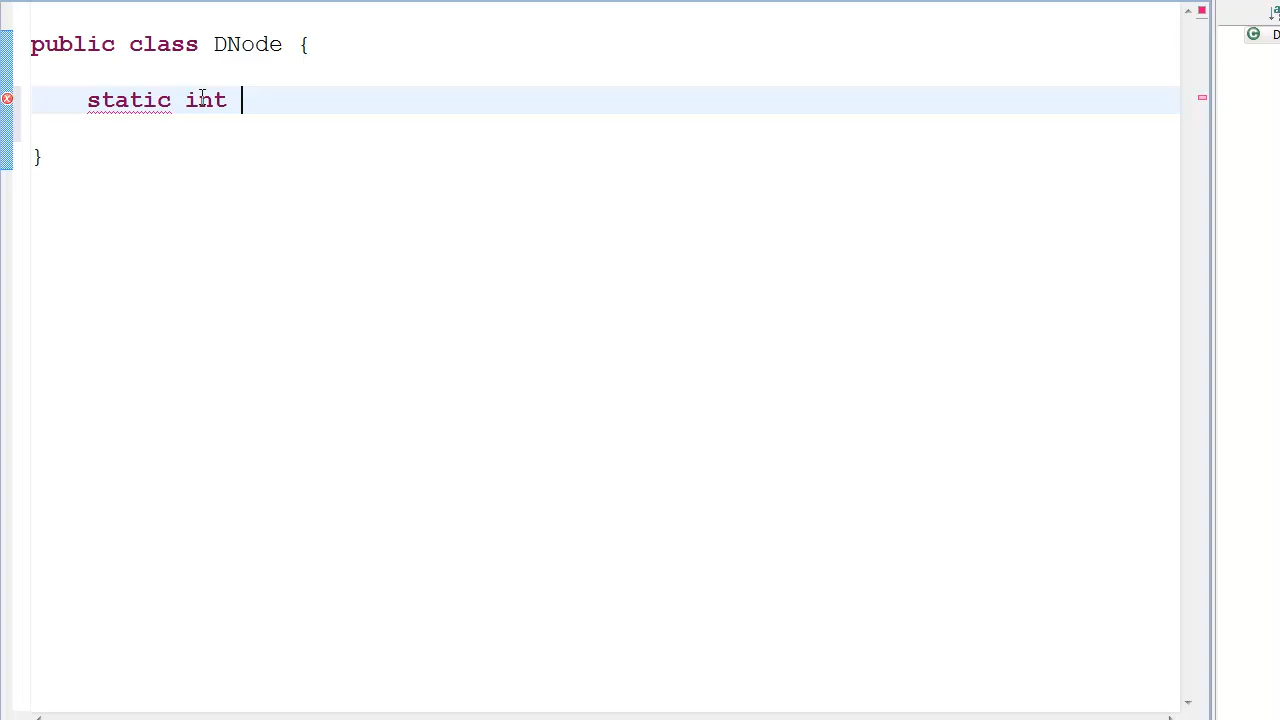 public class DNode {
static int
}
D